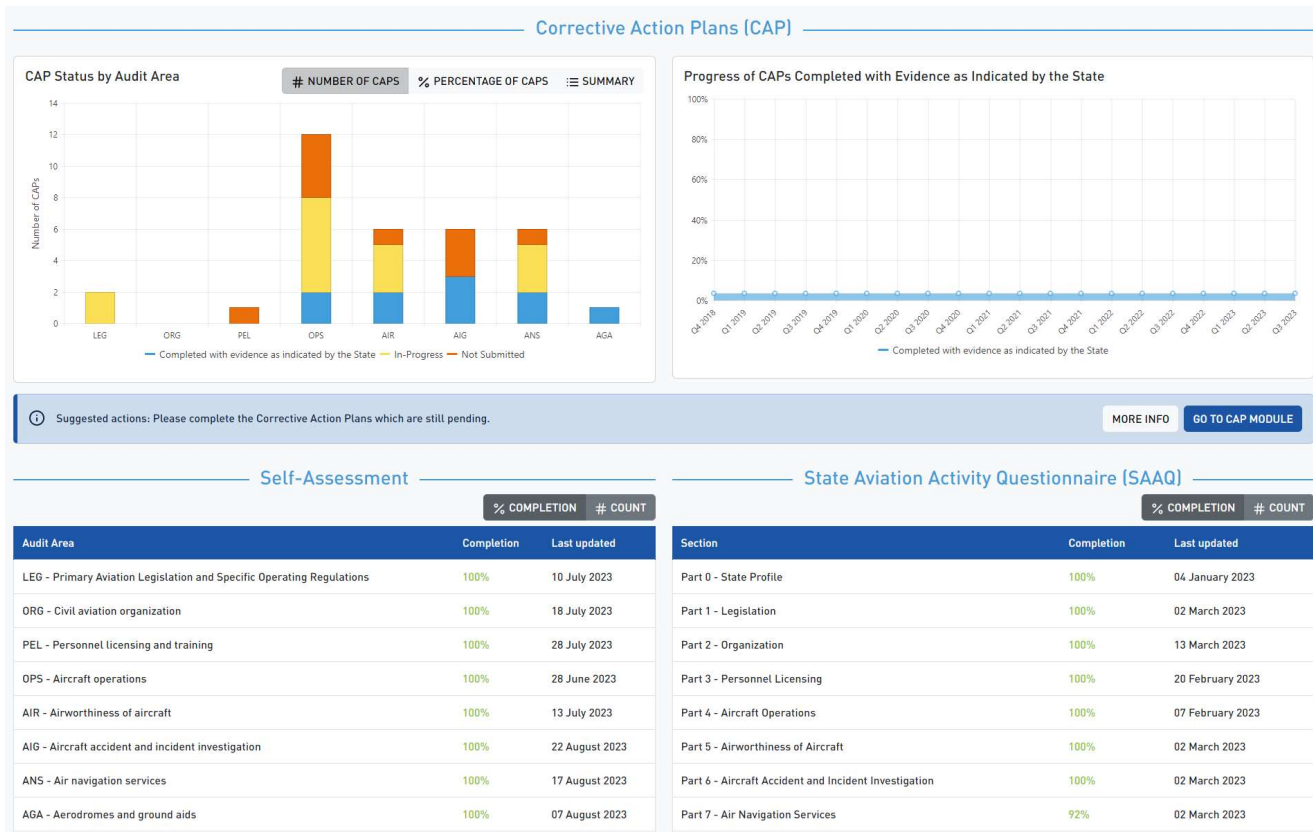 Corrective Action Plans (CAP)
CAP Status by Audit Area
# NUMBER OF CAPS % PERCENTAGE OF CAPS SUMMARY
14
12
10
8
6
4
2
0
Number of CAPs
LEG ORG PEL OPS AIR AIG ANS AGA
Completed with evidence as indicated by the State In-Progress Not Submitted
Progress of CAPs Completed with Evidence as Indicated by the State
100%
80%
60%
40%
20%
0%
Q4 2018 Q1 2019 Q2 2019 Q3 2019 Q4 2019 Q1 2020 Q2 2020 Q3 2020 Q4 2020 Q1 2021 Q2 2021 Q3 2021 Q4 2021 Q1 2022 Q2 2022 Q3 2022 Q4 2022 Q1 2023 Q2 2023 Q3 2023
Completed with evidence as indicated by the State
Suggested actions: Please complete the Corrective Action Plans which are still pending.
MORE INFO GO TO CAP MODULE
Self-Assessment
% COMPLETION # COUNT
Audit Area Completion Last updated
LEG - Primary Aviation Legislation and Specific Operating Regulations 100% 10 July 2023
ORG - Civil aviation organization 100% 18 July 2023
PEL - Personnel licensing and training 100% 28 July 2023
OPS - Aircraft operations 100% 28 June 2023
AIR - Airworthiness of aircraft 100% 13 July 2023
AIG - Aircraft accident and incident investigation 100% 22 August 2023
ANS - Air navigation services 100% 17 August 2023
AGA - Aerodromes and ground aids 100% 07 August 2023
State Aviation Activity Questionnaire (SAAQ)
% COMPLETION # COUNT
Section Completion Last updated
Part 0 - State Profile 100% 04 January 2023
Part 1 - Legislation 100% 02 March 2023
Part 2 - Organization 100% 13 March 2023
Part 3 - Personnel Licensing 100% 20 February 2023
Part 4 - Aircraft Operations 100% 07 February 2023
Part 5 - Airworthiness of Aircraft 100% 02 March 2023
Part 6 - Aircraft Accident and Incident Investigation 100% 02 March 2023
Part 7 - Air Navigation Services 92% 02 March 2023